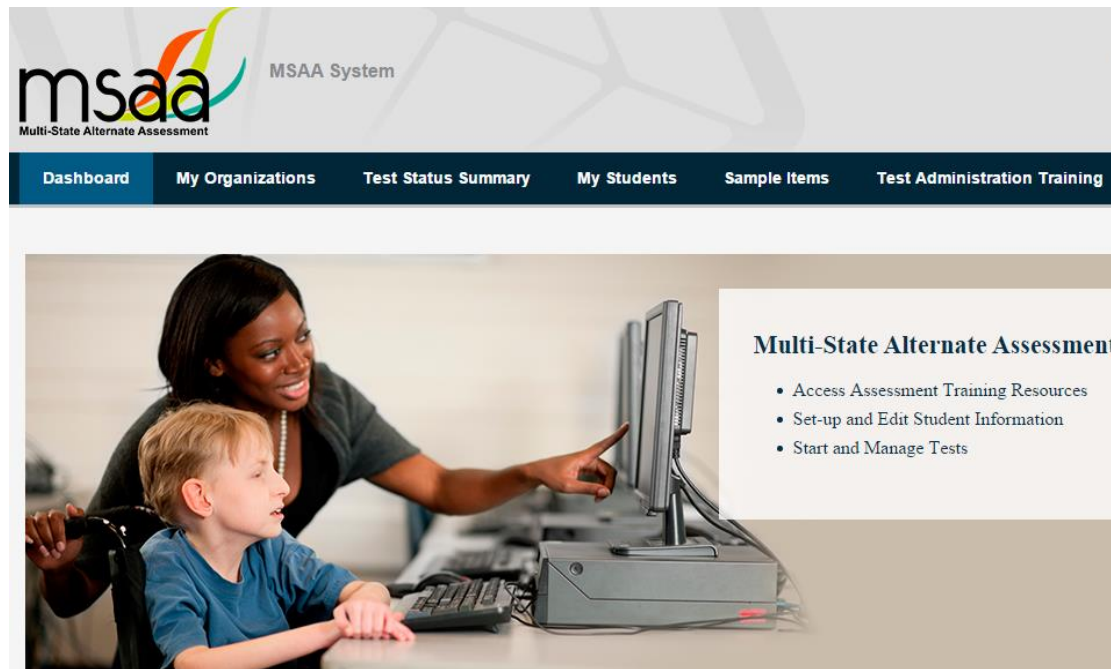 msaa
Multi-State Alternate Assessment
MSAA System
Dashboard My Organizations Test Status Summary My Students Sample Items Test Administration Training
Multi-State Alternate Assessment
• Access Assessment Training Resources
• Set-up and Edit Student Information
• Start and Manage Tests